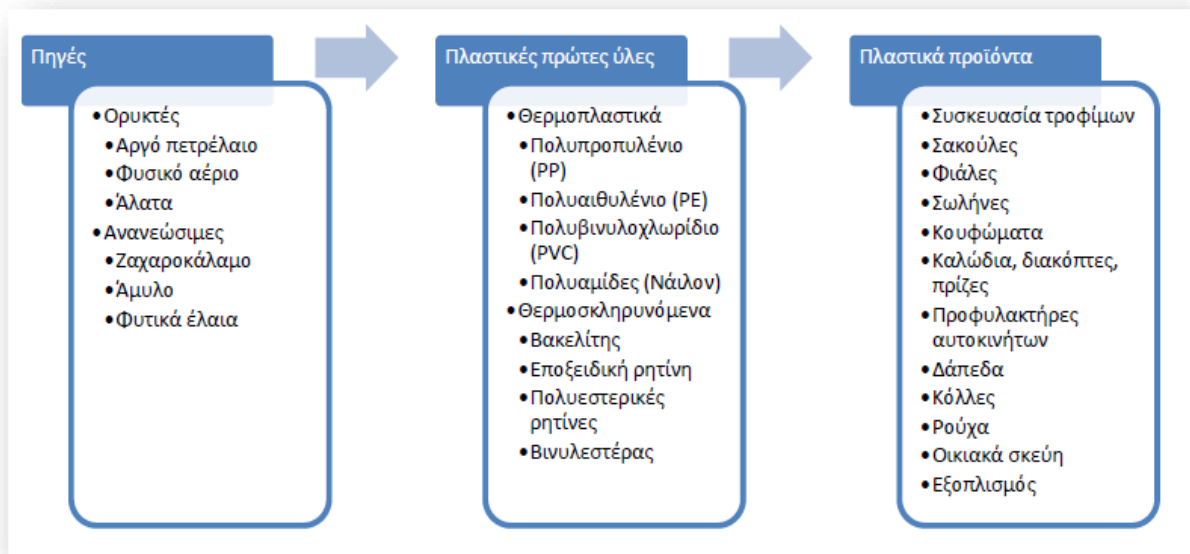 Πηγές
• Ορυκτές
• Αργό πετρέλαιο
• Φυσικό αέριο
• Άλατα
• Ανανεώσιμες
• Ζαχαροκάλαμο
• Άμυλο
• Φυτικά έλαια
Πλαστικές πρώτες ύλες
• Θερμοπλαστικά
• Πολυπροπυλένιο
(PP)
• Πολυαιθυλένιο (PE)
• Πολυβινυλοχλωρίδιο
(PVC)
• Πολυαμίδες (Νάιλον)
• Θερμοσκληρυνόμενα
• Βακελίτης
• Εποξειδική ρητίνη
• Πολυεστερικές
ρητίνες
• Βινυλεστέρας
Πλαστικά προϊόντα
• Συσκευασία τροφίμων
• Σακούλες
• Φιάλες
• Σωλήνες
• Κουφώματα
• Καλώδια, διακόπτες,
πρίζες
• Προφυλακτήρες
αυτοκινήτων
• Δάπεδα
• Κόλλες
• Ρούχα
• Οικιακά σκεύη
• Εξοπλισμός